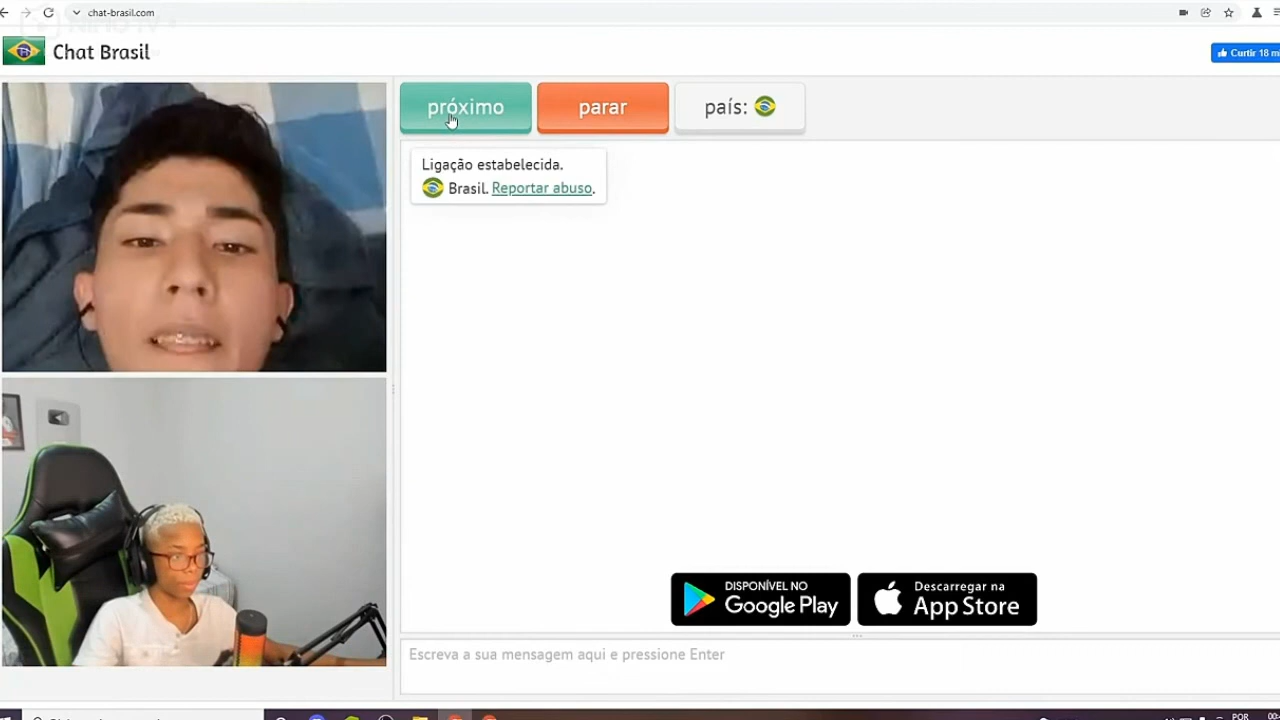 chat-brasil.com
Chat Brasil
Curtir 18 m
próximo
parar
país:
Ligação estabelecida.
Brasil. Reportar abuso.
DISPONÍVEL NO
Google Play
Descarregar na
App Store
Escreva a sua mensagem aqui e pressione Enter
POR